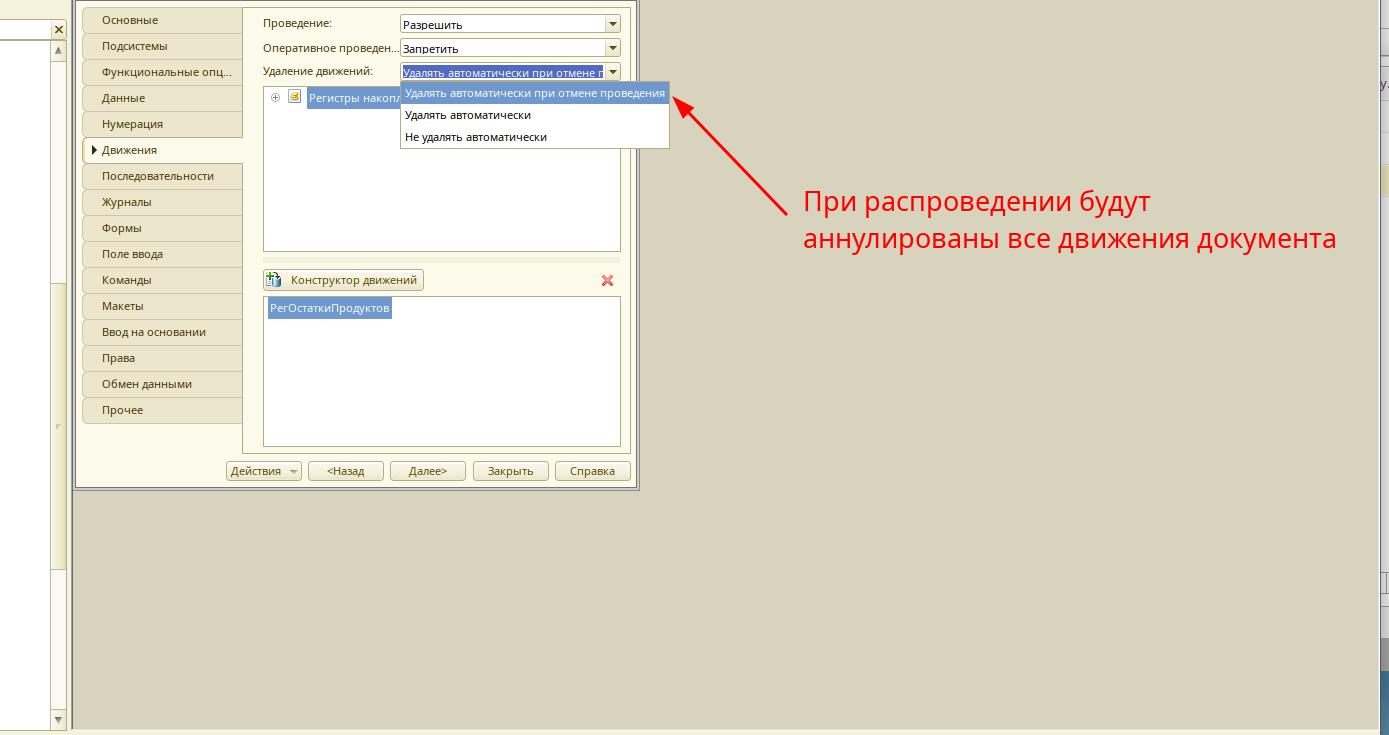 Основные
Подсистемы
Функциональные опц...
Данные
Нумерация
Движения
Последовательности
Журналы
Формы
Поле ввода
Команды
Макеты
Ввод на основании
Права
Обмен данными
Прочее
Проведение: Разрешить
Оперативное проведен... Запретить
Удаление движений: Удалять автоматически при отмене п
Регистры накопл
Удалять автоматически при отмене проведения
Удалять автоматически
Не удалять автоматически
Конструктор движений
РегОстаткиПродуктов
Действия <Назад Далее> Закрыть Справка
При распроведении будут
аннулированы все движения документа